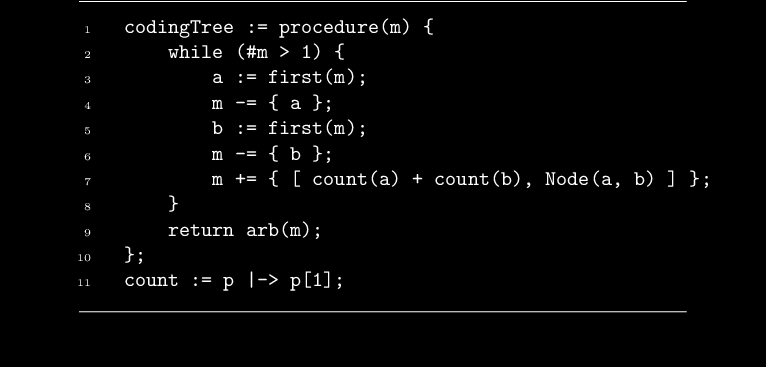 1 codingTree := procedure(m) {
2 while (#m > 1) {
3 a := first(m);
4 m -= { a };
5 b := first(m);
6 m -= { b };
7 m += { [ count(a) + count(b), Node(a, b) ] };
8 }
9 return arb(m);
10 };
11 count := p |-> p[1];